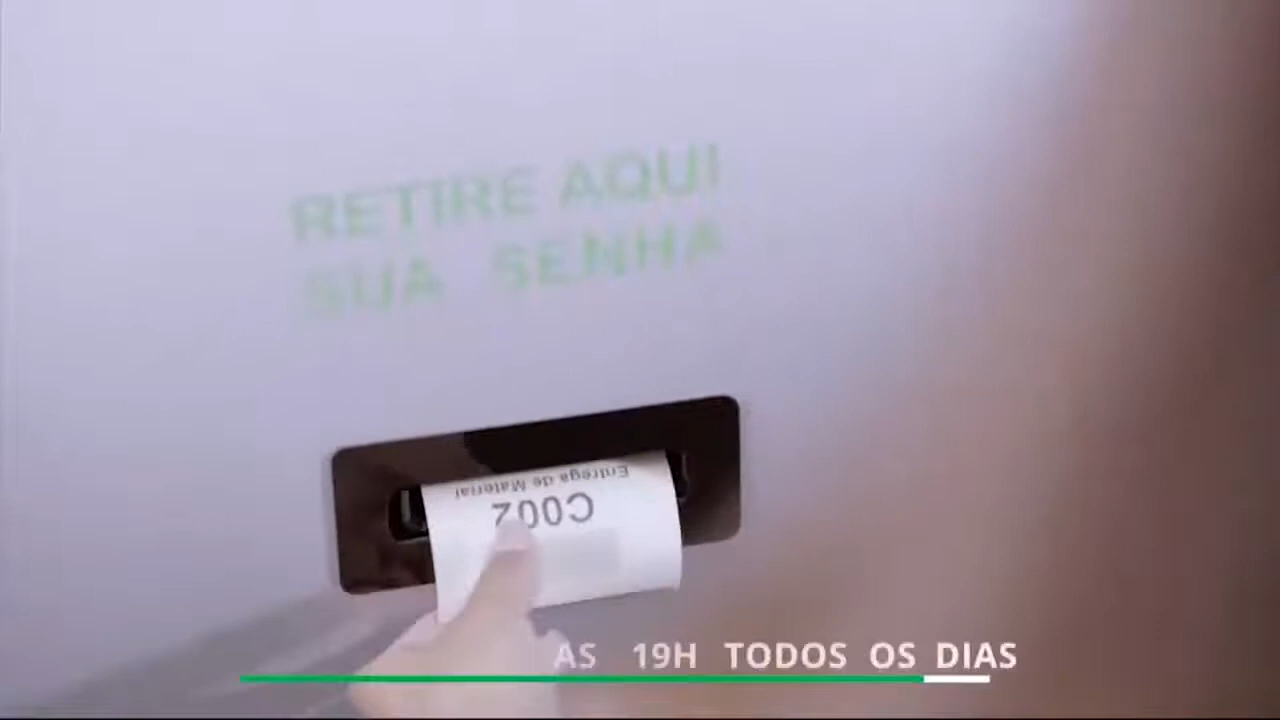 RETIRE AQUI
SUA SENHA
Entrega de Material
C002
AS 19H TODOS OS DIAS